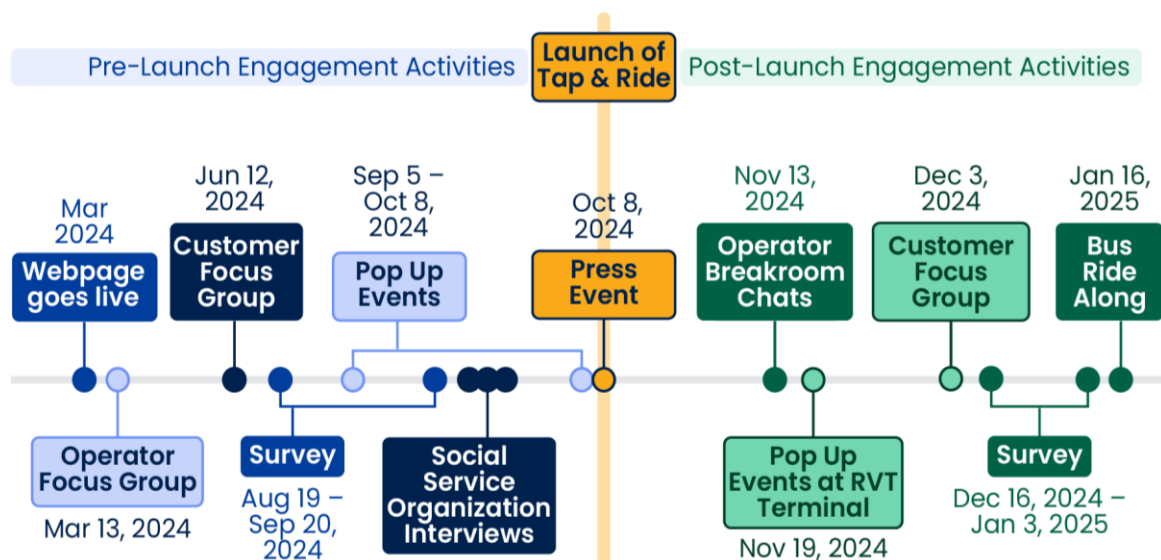 Pre-Launch Engagement Activities
Launch of
Tap & Ride
Post-Launch Engagement Activities
Mar
2024
Webpage
goes live
Jun 12,
2024
Customer
Focus
Group
Sep 5 –
Oct 8,
2024
Pop Up
Events
Oct 8,
2024
Press
Event
Nov 13,
2024
Operator
Breakroom
Chats
Dec 3,
2024
Customer
Focus
Group
Jan 16,
2025
Bus
Ride
Along
Operator
Focus Group
Mar 13, 2024
Survey
Aug 19 –
Sep 20,
2024
Social
Service
Organization
Interviews
Pop Up
Events at RVT
Terminal
Nov 19, 2024
Survey
Dec 16, 2024 –
Jan 3, 2025